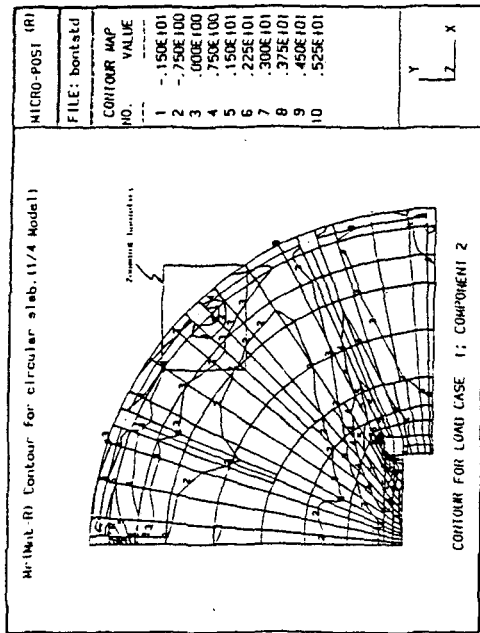 MICRO-POST (R)
FILE: bontstd
CONTOUR MAP
NO. VALUE
1 -.150E+01
2 -.750E+00
3 .000E+00
4 .750E+00
5 .150E+01
6 .225E+01
7 .300E+01
8 .375E+01
9 .450E+01
10 .525E+01
Contour for circular slab.(1/4 Model)
boundary
Y
Z X
CONTOUR FOR LOAD CASE 1; COMPONENT 2